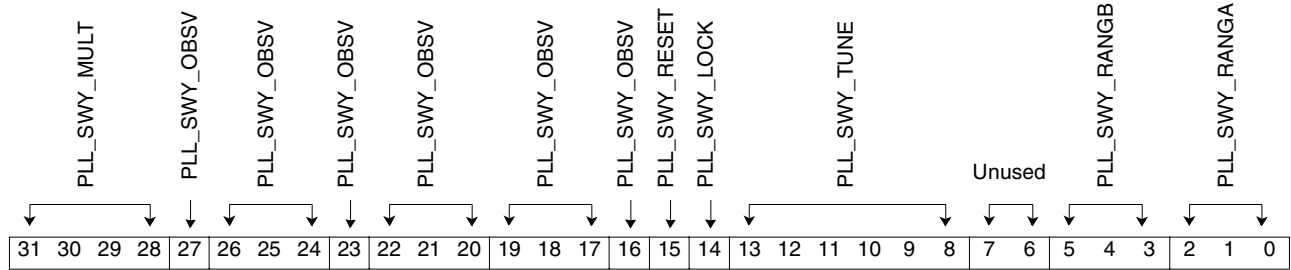 PLL_SWY_MULT
PLL_SWY_OBSV
PLL_SWY_OBSV
PLL_SWY_OBSV
PLL_SWY_OBSV
PLL_SWY_OBSV
PLL_SWY_OBSV
PLL_SWY_RESET
PLL_SWY_LOCK
PLL_SWY_TUNE
Unused
PLL_SWY_RANGB
PLL_SWY_RANGA
31 30 29 28 27 26 25 24 23 22 21 20 19 18 17 16 15 14 13 12 11 10 9 8 7 6 5 4 3 2 1 0